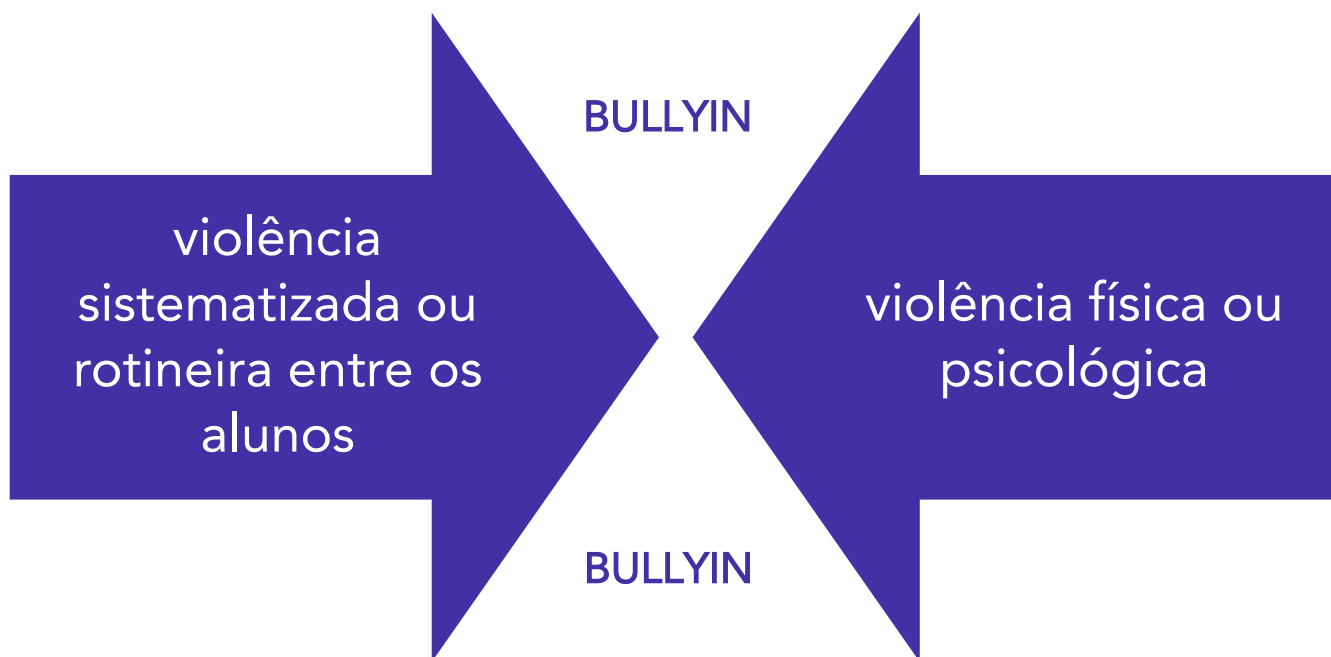 BULLYIN
violência
sistematizada ou
rotineira entre os
alunos
violência física ou
psicológica
BULLYIN